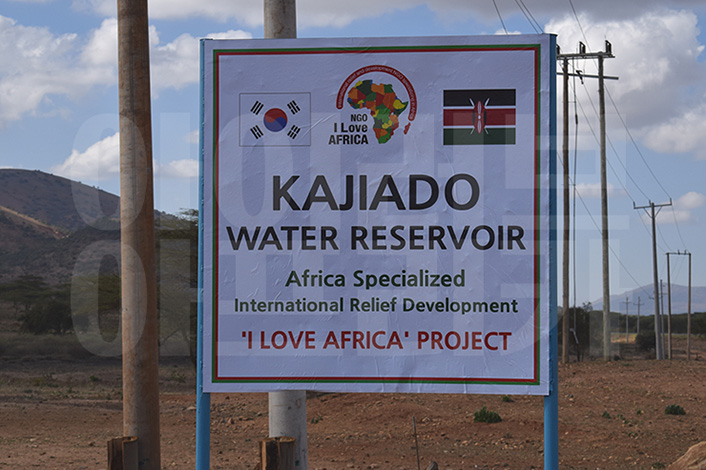 NGO
I Love
AFRICA
KAJIADO
WATER RESERVOIR
Africa Specialized
International Relief Development
'I LOVE AFRICA' PROJECT